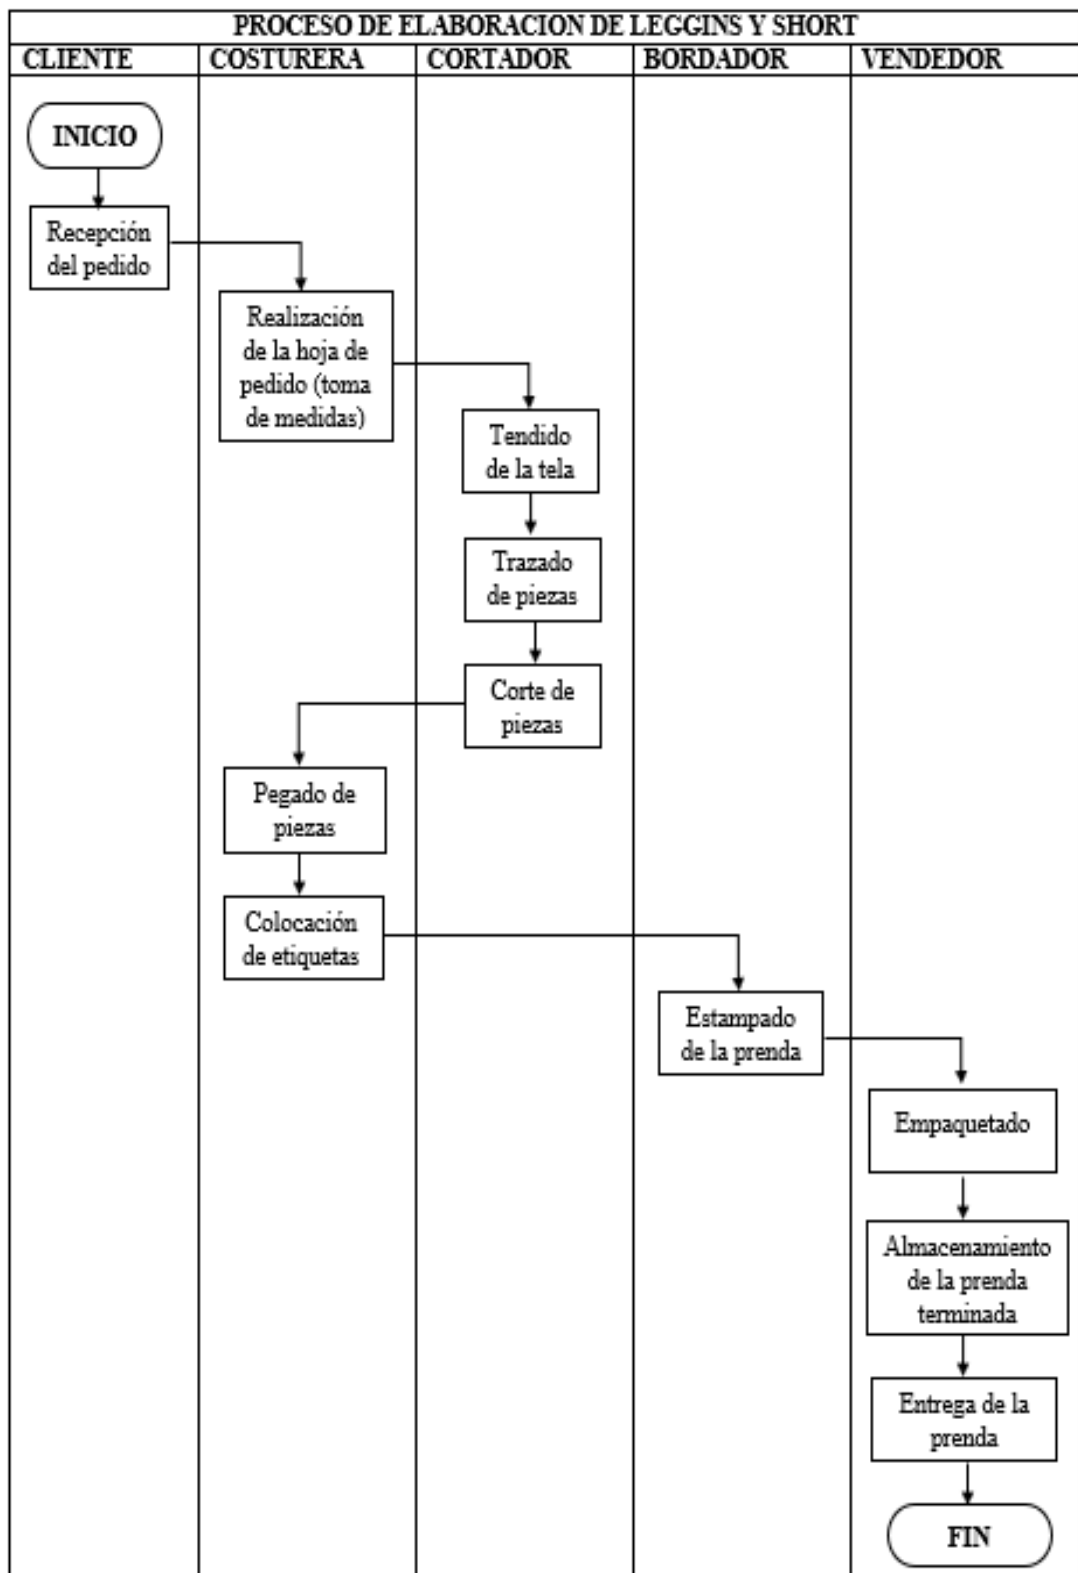 PROCESO DE ELABORACION DE LEGGINS Y SHORT
CLIENTE
COSTURERA
CORTADOR
BORDADOR
VENDEDOR
INICIO
Recepción
del pedido
Realización
de la hoja de
pedido (toma
de medidas)
Tendido
de la tela
Trazado
de piezas
Corte de
piezas
Pegado de
piezas
Colocación
de etiquetas
Estampado
de la prenda
Empaquetado
Almacenamiento
de la prenda
terminada
Entrega de la
prenda
FIN